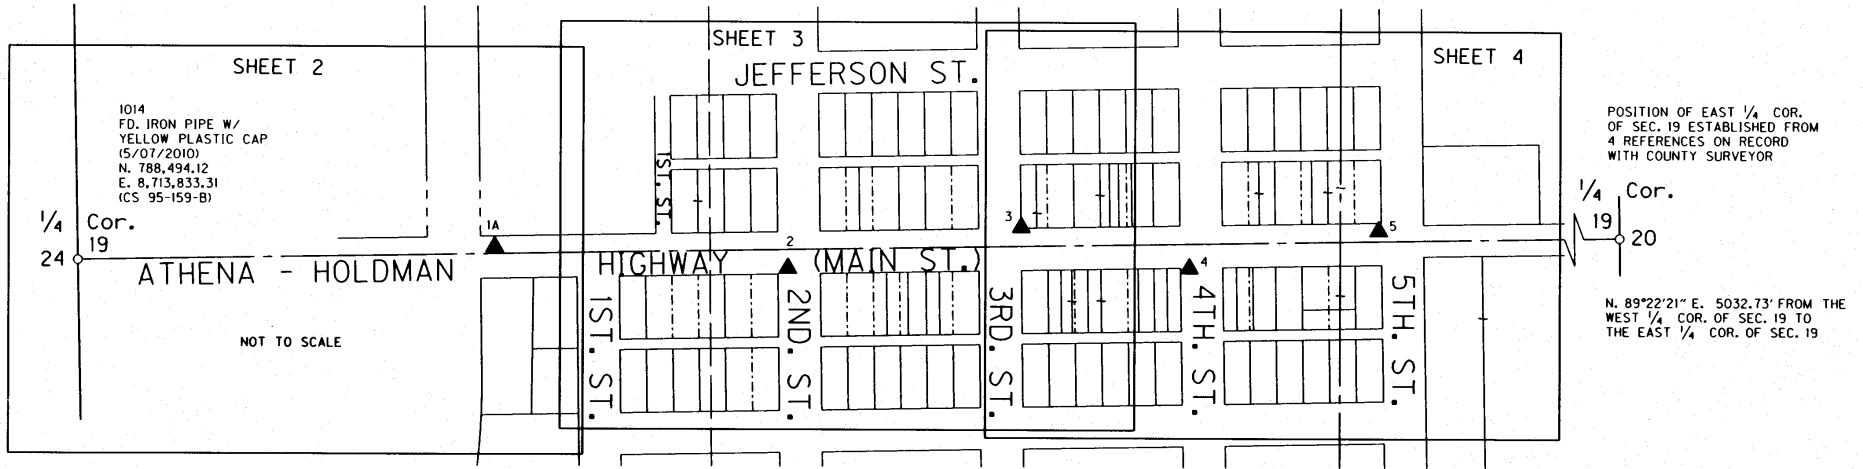 SHEET 2
SHEET 3
SHEET 4
JEFFERSON ST.
1014
FD. IRON PIPE W/
YELLOW PLASTIC CAP
(5/07/2010)
N. 788,494.12
E. 8,713,833.31
(CS 95-159-B)
1/4 Cor.
24 19
ATHENA - HOLDMAN HIGHWAY (MAIN ST.)
NOT TO SCALE
1A
2
3
4
5
1ST. ST.
1ST. ST.
2ND. ST.
3RD. ST.
4TH. ST.
5TH. ST.
POSITION OF EAST 1/4 COR.
OF SEC. 19 ESTABLISHED FROM
4 REFERENCES ON RECORD
WITH COUNTY SURVEYOR
1/4 Cor.
19 20
N. 89°22'21" E. 5032.73' FROM THE
WEST 1/4 COR. OF SEC. 19 TO
THE EAST 1/4 COR. OF SEC. 19